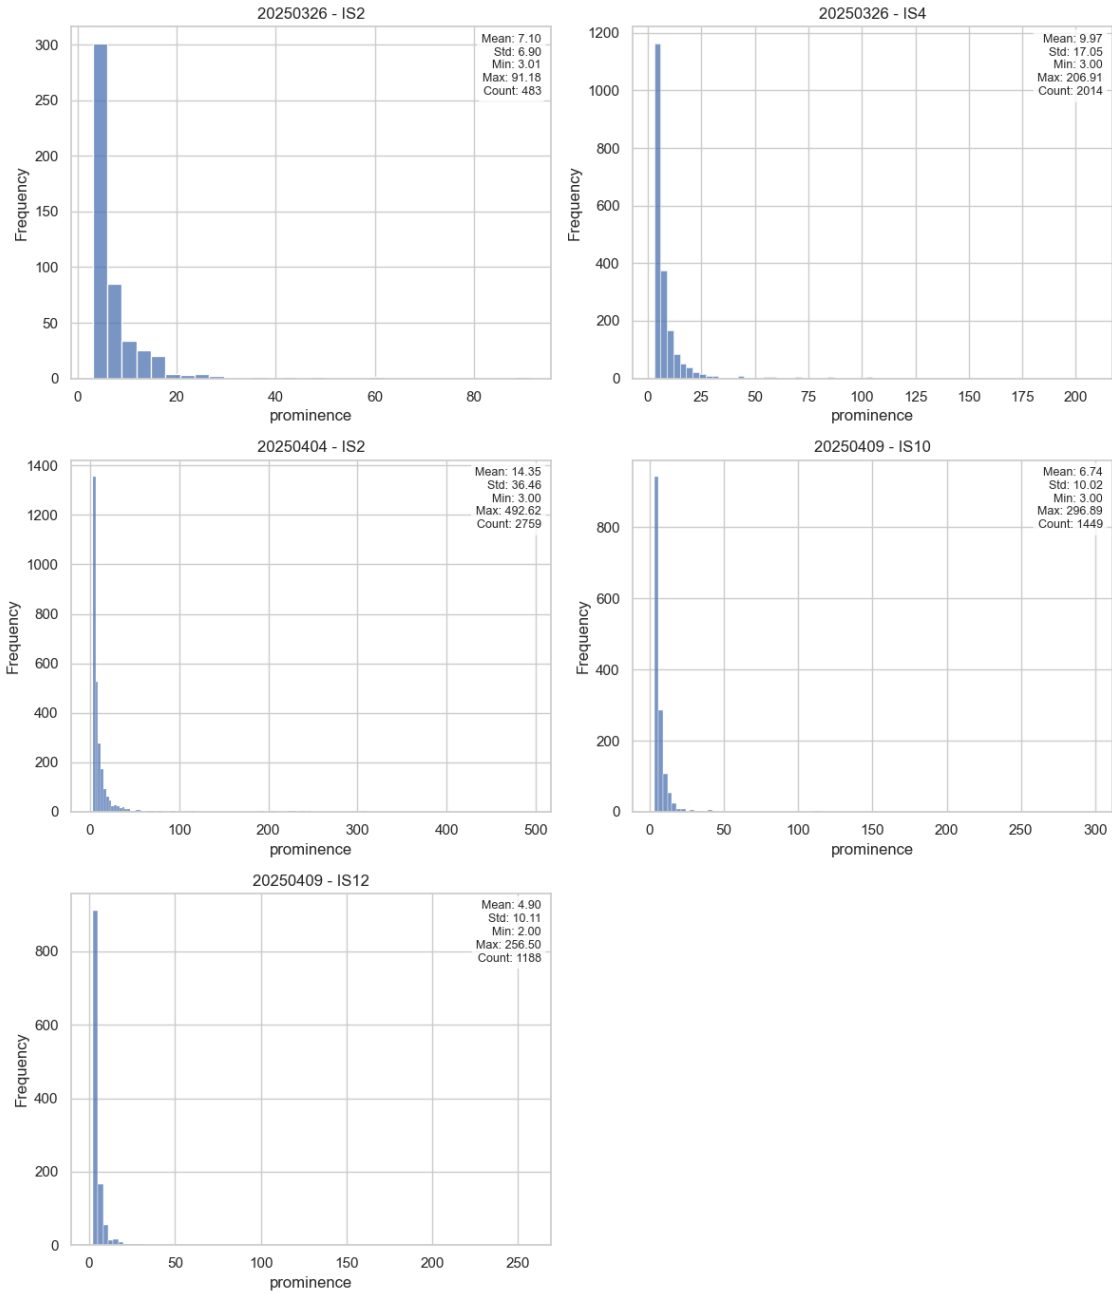 20250326 - IS2
Mean: 7.10
Std: 6.90
Min: 3.01
Max: 91.18
Count: 483
300
250
200
150
100
50
0
Frequency
0 20 40 60 80
prominence
20250326 - IS4
Mean: 9.97
Std: 17.05
Min: 3.00
Max: 206.91
Count: 2014
1200
1000
800
600
400
200
0
Frequency
0 25 50 75 100 125 150 175 200
prominence
20250404 - IS2
Mean: 14.35
Std: 36.46
Min: 3.00
Max: 492.62
Count: 2759
1400
1200
1000
800
600
400
200
0
Frequency
0 100 200 300 400 500
prominence
20250409 - IS10
Mean: 6.74
Std: 10.02
Min: 3.00
Max: 296.89
Count: 1449
800
600
400
200
0
Frequency
0 50 100 150 200 250 300
prominence
20250409 - IS12
Mean: 4.90
Std: 10.11
Min: 2.00
Max: 256.50
Count: 1188
800
600
400
200
0
Frequency
0 50 100 150 200 250
prominence